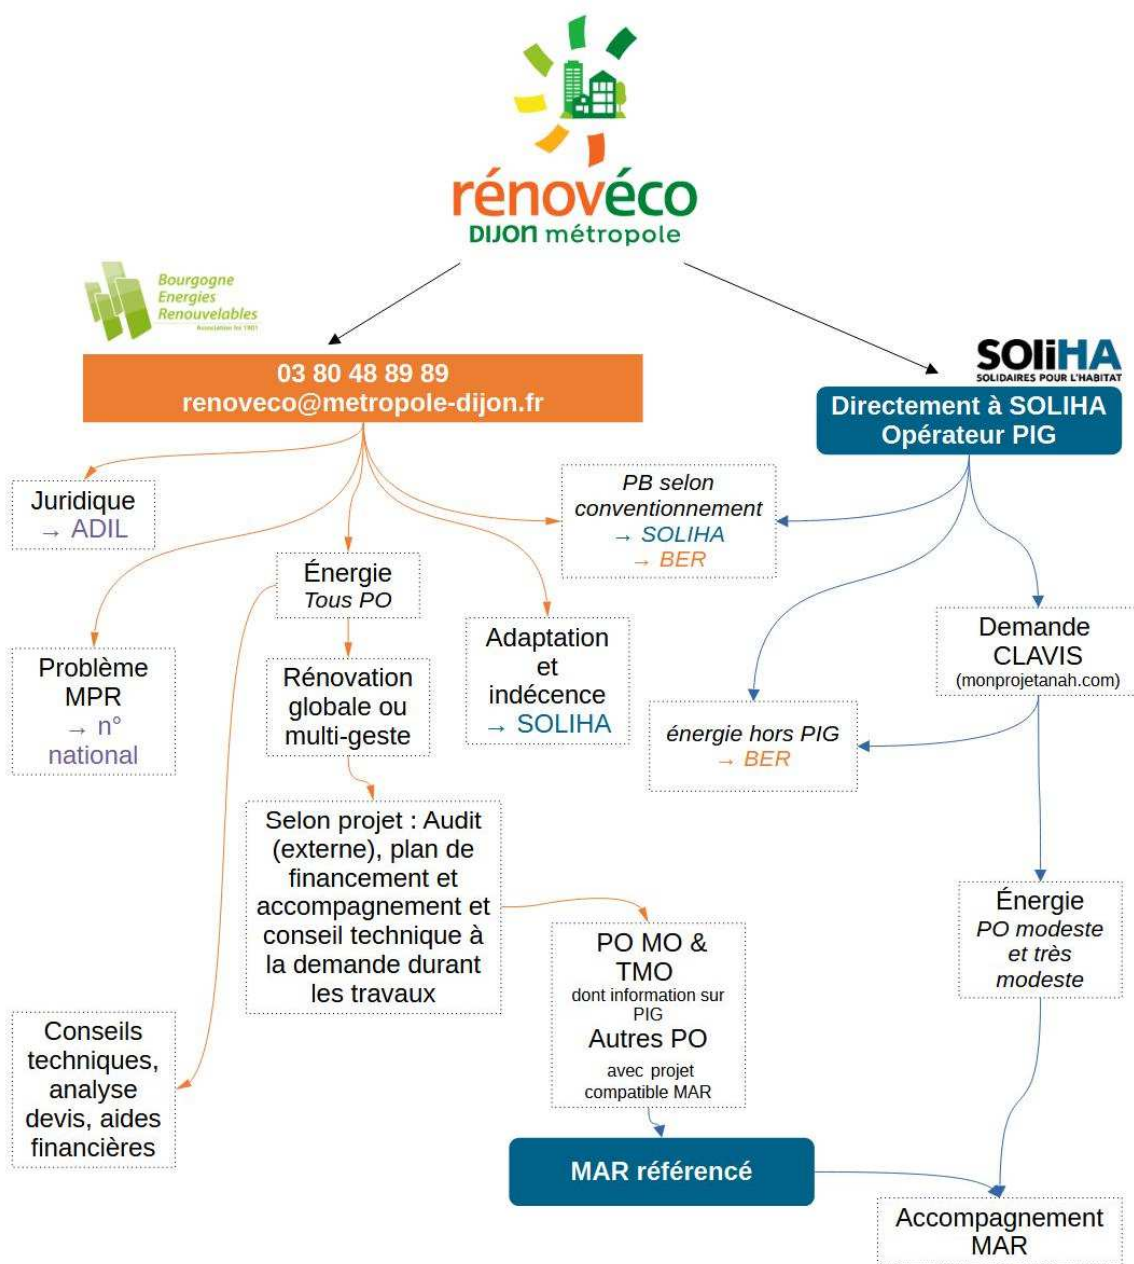 rénovéco
DIJON métropole
Bourgogne
Energies
Renouvelables
Association loi 1901
03 80 48 89 89
renoveco@metropole-dijon.fr
SOLiHA
SOLIDAIRES POUR L'HABITAT
Directement à SOLIHA
Opérateur PIG
Juridique
→ ADIL
PB selon
conventionnement
→ SOLIHA
→ BER
Énergie
Tous PO
Problème
MPR
→ n°
national
Rénovation
globale ou
multi-geste
Adaptation
et
indécence
→ SOLIHA
Demande
CLAVIS
(monprojetanah.com)
énergie hors PIG
→ BER
Selon projet : Audit
(externe), plan de
financement et
accompagnement et
conseil technique à
la demande durant
les travaux
PO MO &
TMO
dont information sur
PIG
Autres PO
avec projet
compatible MAR
Énergie
PO modeste
et très
modeste
Conseils
techniques,
analyse
devis, aides
financières
MAR référencé
Accompagnement
MAR